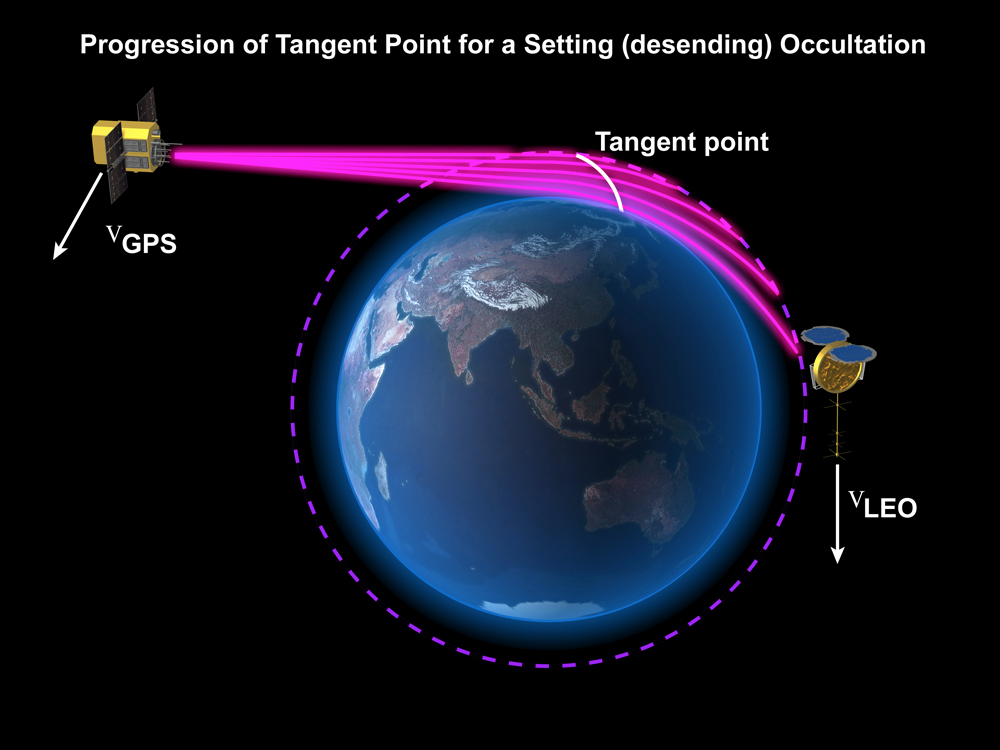 Progression of Tangent Point for a Setting (desending) Occultation
Tangent point
VGPS
VLEO